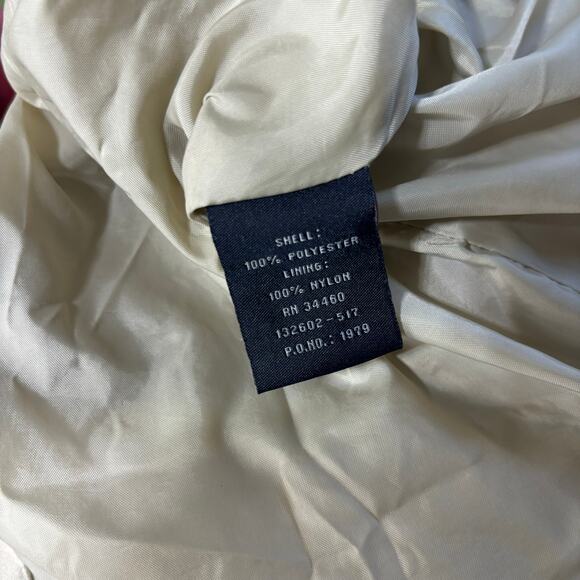 SHELL:
100% POLYESTER
LINING:
100% NYLON
RN 34460
132602-517
P.O.NO.: 1979